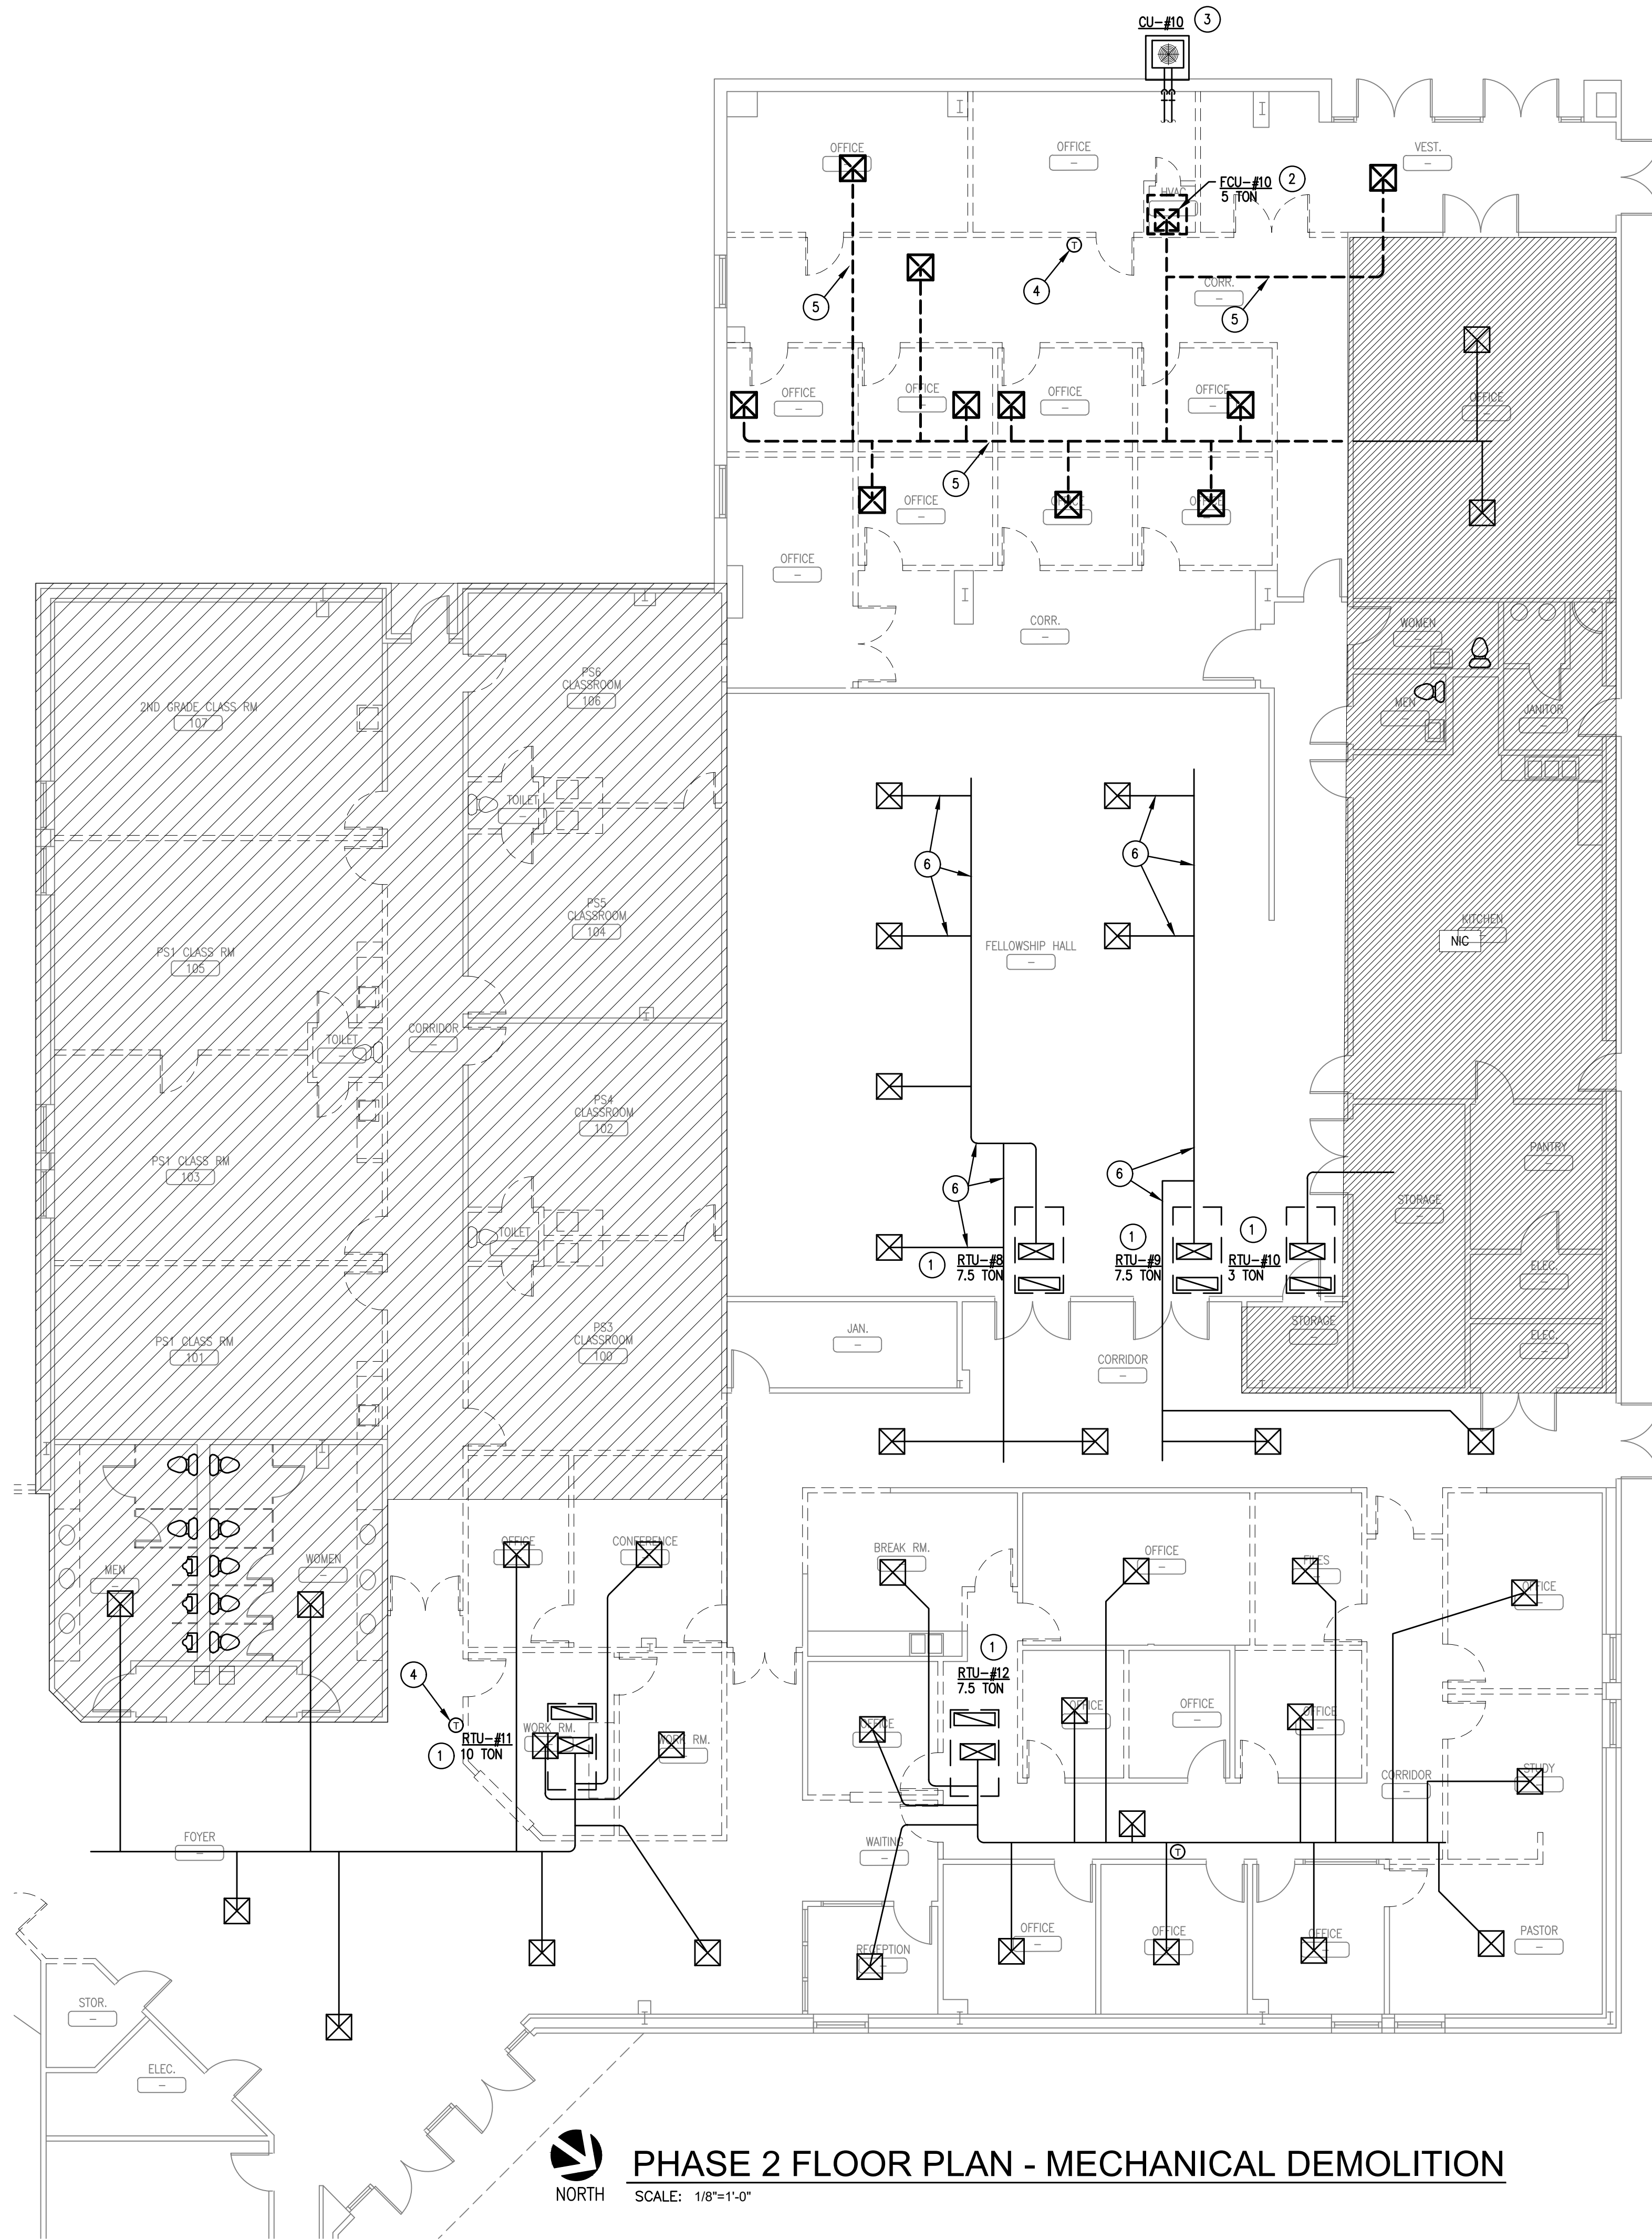 CU-#10
3
OFFICE
-
OFFICE
-
VEST.
-
HVAC
FCU-#10
5 TON
2
4
5
CORR.
-
5
OFFICE
-
OFFICE
-
OFFICE
-
OFFICE
-
OFFICE
-
5
OFFICE
-
OFFICE
-
OFFICE
-
OFFICE
-
CORR.
-
WOMEN
-
MEN
-
JANITOR
-
2ND GRADE CLASS RM
107
PS6
CLASSROOM
106
TOILET
-
6
6
PS5
CLASSROOM
104
FELLOWSHIP HALL
-
KITCHEN
-
NIC
PS1 CLASS RM
105
TOILET
-
CORRIDOR
-
PS4
CLASSROOM
102
PS1 CLASS RM
103
6
6
PANTRY
-
STORAGE
-
TOILET
-
1
RTU-#8
7.5 TON
1
RTU-#9
7.5 TON
1
RTU-#10
3 TON
ELEC.
-
PS1 CLASS RM
101
PS3
CLASSROOM
100
JAN.
-
CORRIDOR
-
STORAGE
-
ELEC.
-
MEN
-
WOMEN
-
OFFICE
-
CONFERENCE
-
BREAK RM.
-
OFFICE
-
FILES
-
OFFICE
-
4
T
RTU-#11
10 TON
1
WORK RM.
-
WORK RM.
-
1
RTU-#12
7.5 TON
OFFICE
-
OFFICE
-
OFFICE
-
OFFICE
-
CORRIDOR
-
STUDY
-
FOYER
-
WAITING
-
T
RECEPTION
-
OFFICE
-
OFFICE
-
OFFICE
-
PASTOR
-
STOR.
-
ELEC.
-
NORTH
PHASE 2 FLOOR PLAN - MECHANICAL DEMOLITION
SCALE: 1/8"=1'-0"